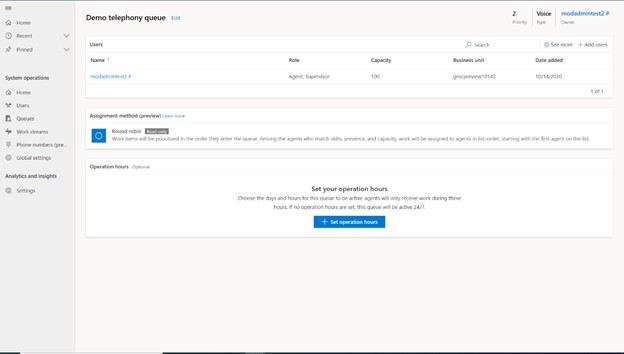 Demo telephony queue Edit
2
Priority
Voice
Type
modadmintest2 #
Owner
Home
Recent
Pinned
System operations
Home
Users
Queues
Work streams
Phone numbers (pre...
Global settings
Analytics and insights
Settings
Users
Search
See more
Add users
Name ↑ Role Capacity Business unit Date added
modadmintest2 # Agent, Supervisor 100 grocpreview10143 10/14/2020
1 of 1
Assignment method (preview) Learn more
Round robin Read-only
Work items will be prioritized in the order they enter the queue. Among the agents who match skills, presence, and capacity, work will be assigned to agents in list-order, starting with the first agent on the list.
Operation hours Optional
Set your operation hours
Choose the days and hours for this queue to be active-agents will only receive work during these
hours. If no operation hours are set, this queue will be active 24/7.
Set operation hours